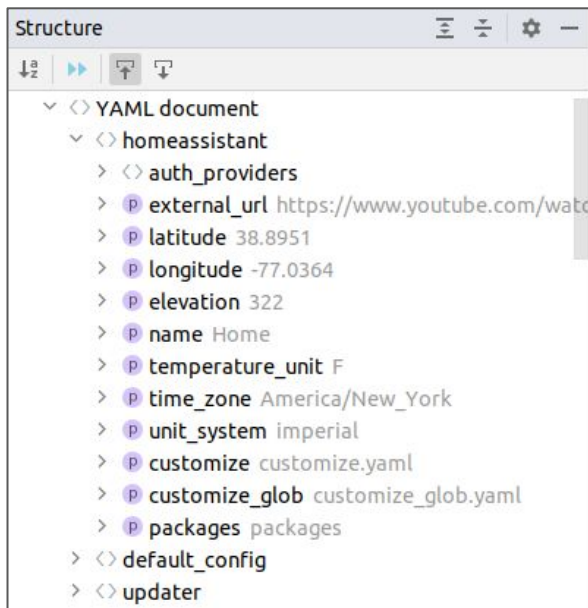 Structure
YAML document
homeassistant
auth_providers
external_url https://www.youtube.com/watc
latitude 38.8951
longitude -77.0364
elevation 322
name Home
temperature_unit F
time_zone America/New_York
unit_system imperial
customize customize.yaml
customize_glob customize_glob.yaml
packages packages
default_config
updater